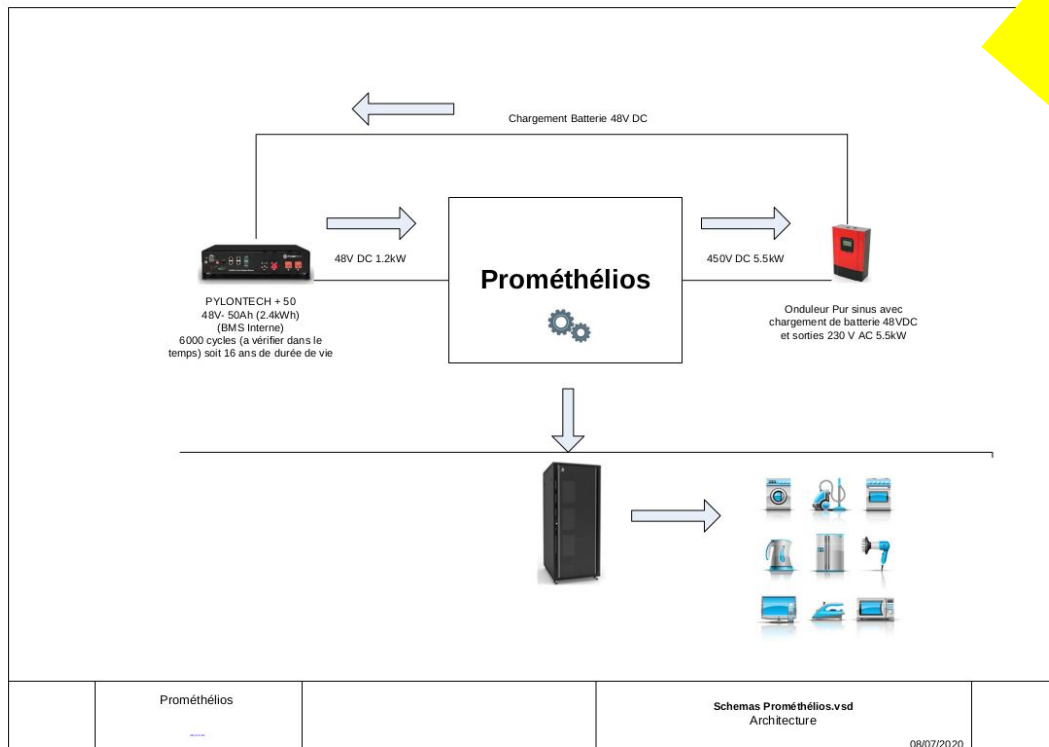 Chargement Batterie 48V DC
48V DC 1.2kW
450V DC 5.5kW
Prométhélios
PYLONTECH + 50
48V- 50Ah (2.4kWh)
(BMS Interne)
6000 cycles (a vérifier dans le
temps) soit 16 ans de durée de vie
Onduleur Pur sinus avec
chargement de batterie 48VDC
et sorties 230 V AC 5.5kW
Prométhélios
Schemas Prométhélios.vsd
Architecture
08/07/2020